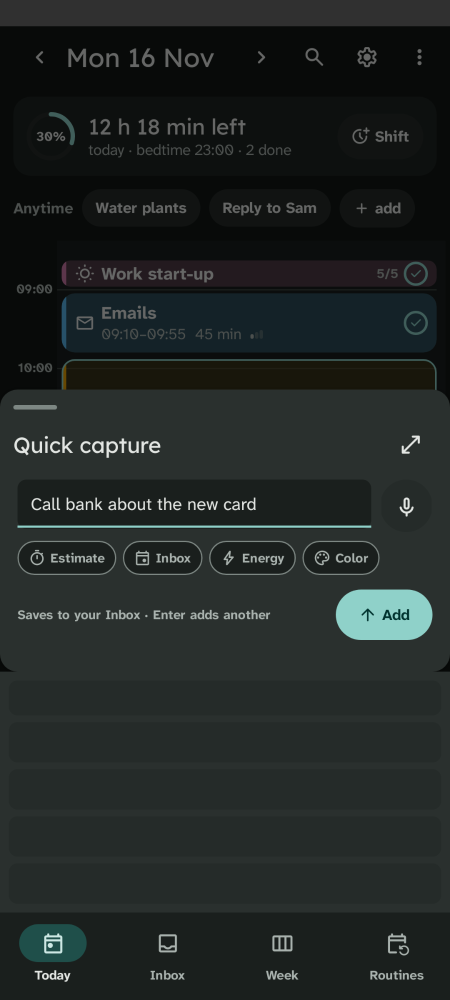 Mon 16 Nov
30%
12 h 18 min left
today · bedtime 23:00 · 2 done
Shift
Anytime
Water plants
Reply to Sam
+ add
Work start-up
5/5
09:00
Emails
09:10–09:55 45 min
10:00
Quick capture
Call bank about the new card
Estimate
Inbox
Energy
Color
Saves to your Inbox · Enter adds another
Add
Today
Inbox
Week
Routines